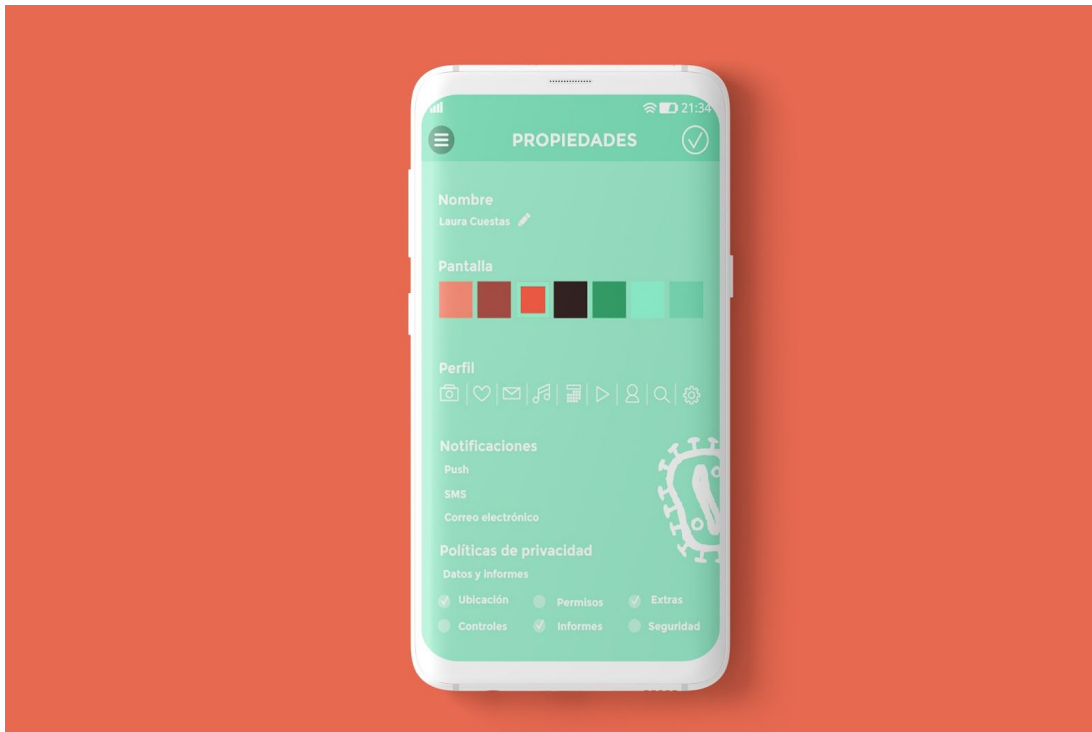 21:34
PROPIEDADES
Nombre
Laura Cuestas
Pantalla
Perfil
Notificaciones
Push
SMS
Correo electrónico
Políticas de privacidad
Datos y informes
Ubicación Permisos Extras
Controles Informes Seguridad